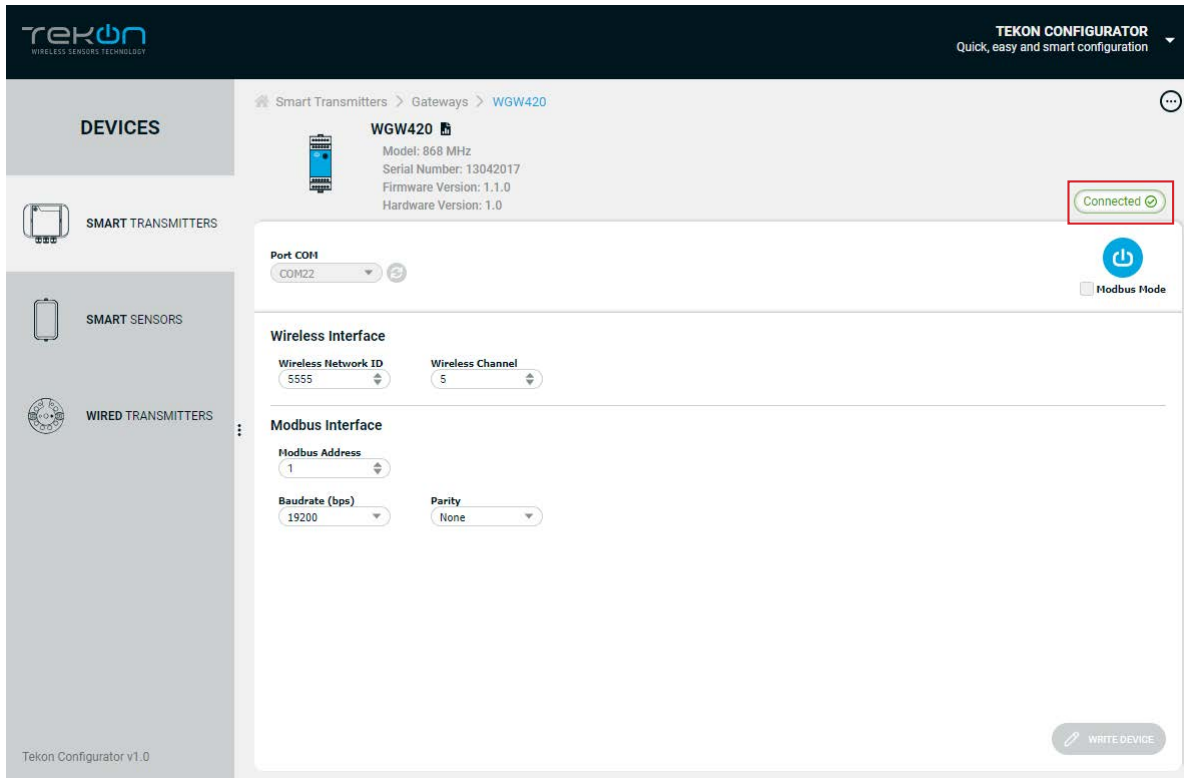 TEKON
WIRELESS SENSORS TECHNOLOGY
TEKON CONFIGURATOR
Quick, easy and smart configuration
DEVICES
SMART TRANSMITTERS
SMART SENSORS
WIRED TRANSMITTERS
Tekon Configurator v1.0
Smart Transmitters > Gateways > WGW420
WGW420
Model: 868 MHz
Serial Number: 13042017
Firmware Version: 1.1.0
Hardware Version: 1.0
Connected
Port COM
COM22
Modbus Mode
Wireless Interface
Wireless Network ID Wireless Channel
5555 5
Modbus Interface
Modbus Address
1
Baudrate (bps) Parity
19200 None
WRITE DEVICE